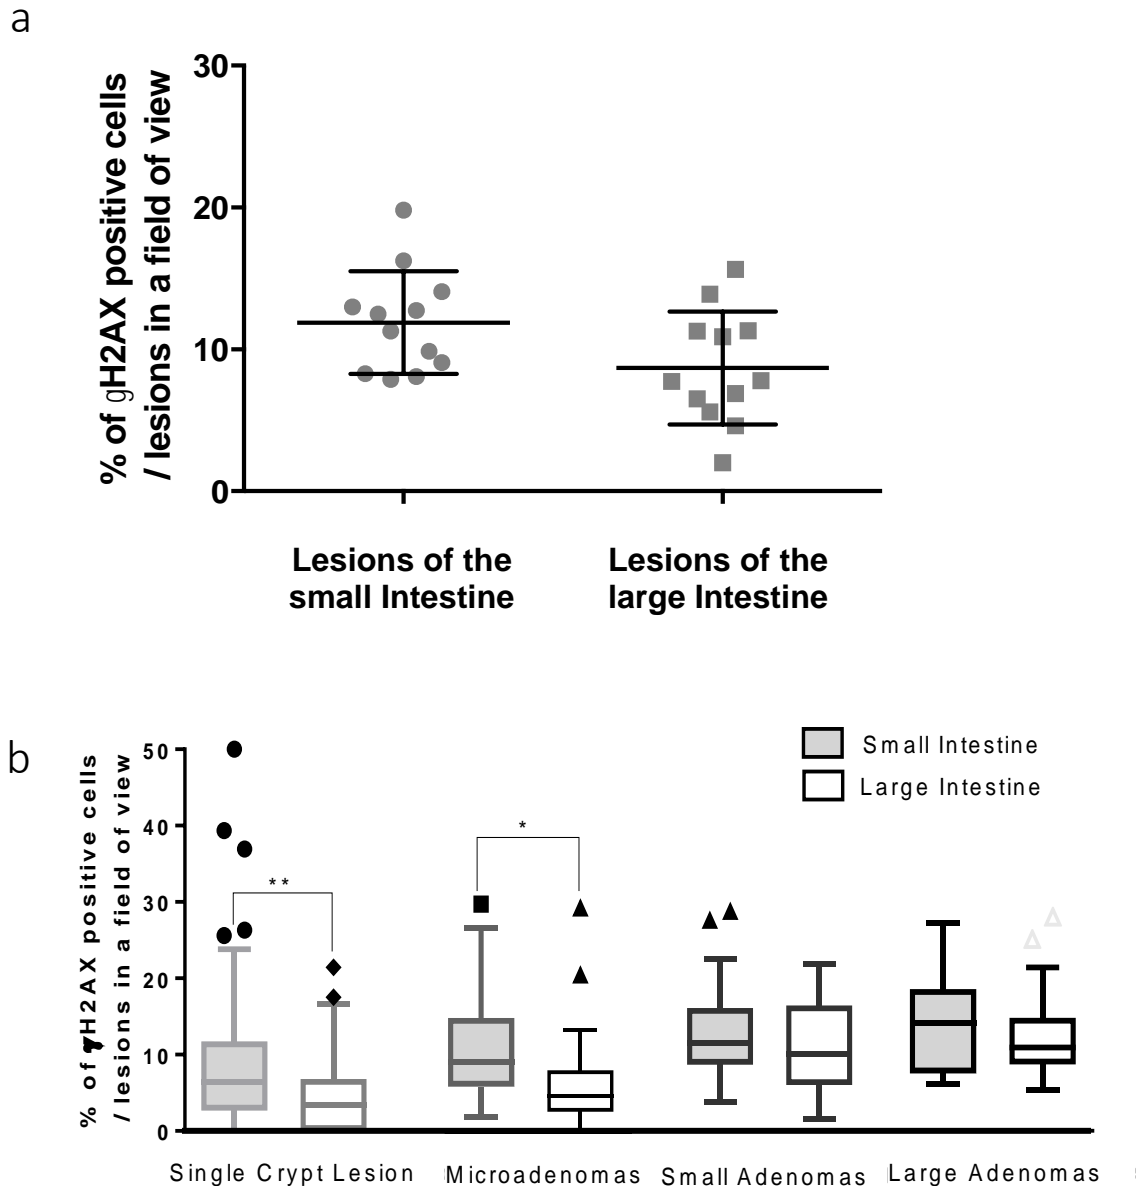 a
% of gH2AX positive cells
/ lesions in a field of view
30
20
10
0
Lesions of the
small Intestine
Lesions of the
large Intestine
b
% of γH2AX positive cells
/ lesions in a field of view
50
40
30
20
10
0
**
*
Small Intestine
Large Intestine
Single Crypt Lesion
Microadenomas
Small Adenomas
Large Adenomas